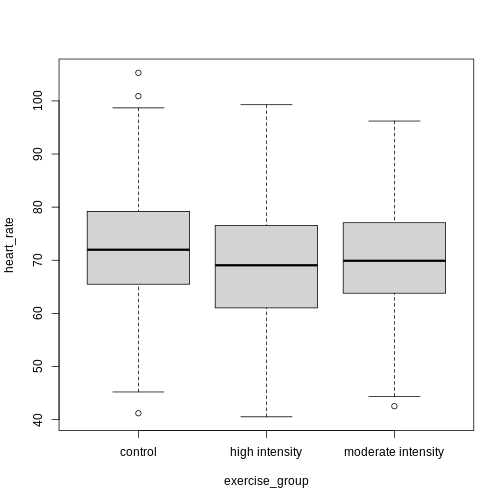 heart_rate
100
90
80
70
60
50
40
control high intensity moderate intensity
exercise_group